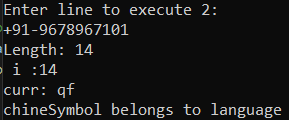 Enter line to execute 2:
+91-9678967101
Length: 14
i :14
curr: qf
chineSymbol belongs to language